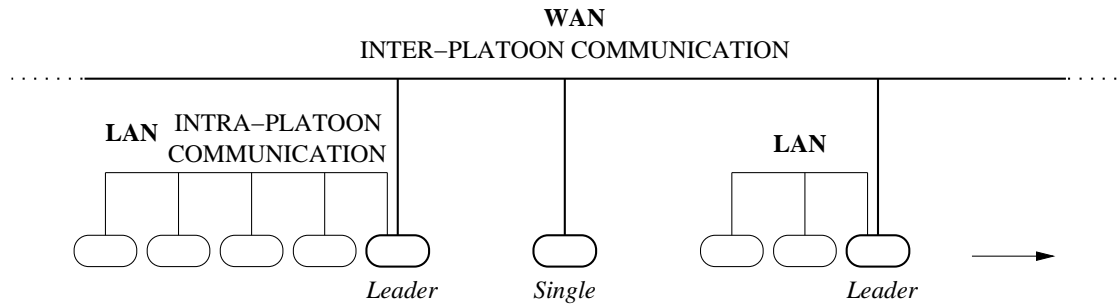 WAN
INTER–PLATOON COMMUNICATION
LAN INTRA–PLATOON
COMMUNICATION
LAN
Leader
Single
Leader